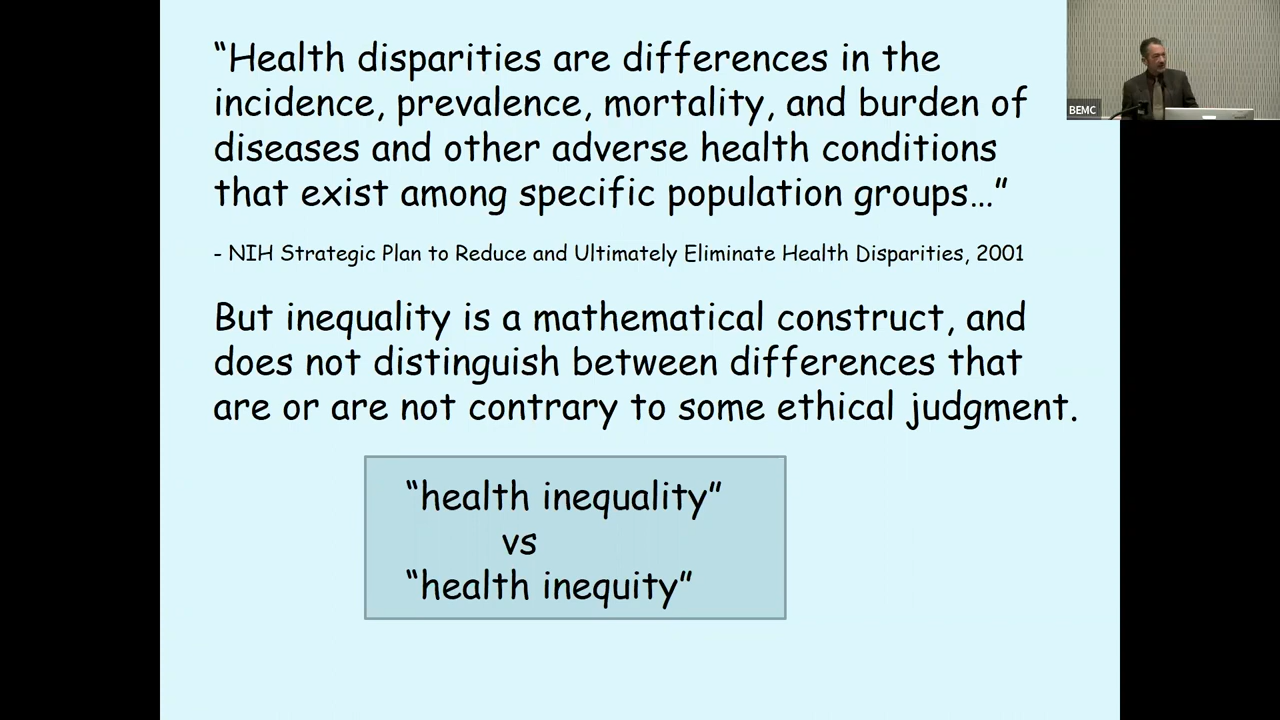 “Health disparities are differences in the
incidence, prevalence, mortality, and burden of
diseases and other adverse health conditions
that exist among specific population groups…”
- NIH Strategic Plan to Reduce and Ultimately Eliminate Health Disparities, 2001
But inequality is a mathematical construct, and
does not distinguish between differences that
are or are not contrary to some ethical judgment.
“health inequality”
vs
“health inequity”
BEMC